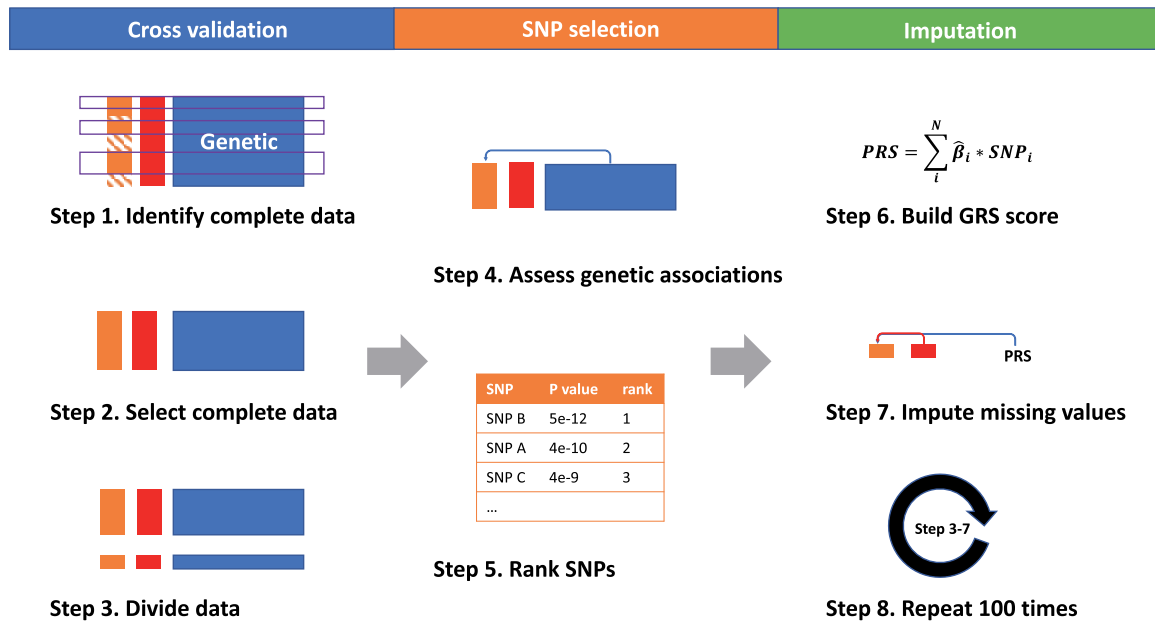 Cross validation
SNP selection
Imputation
Genetic
Step 1. Identify complete data
Step 2. Select complete data
Step 3. Divide data
Step 4. Assess genetic associations
SNP P value rank
SNP B 5e-12 1
SNP A 4e-10 2
SNP C 4e-9 3
...
Step 5. Rank SNPs
N
PRS = ∑ β̂i * SNPi
i
Step 6. Build GRS score
PRS
Step 7. Impute missing values
Step 3-7
Step 8. Repeat 100 times